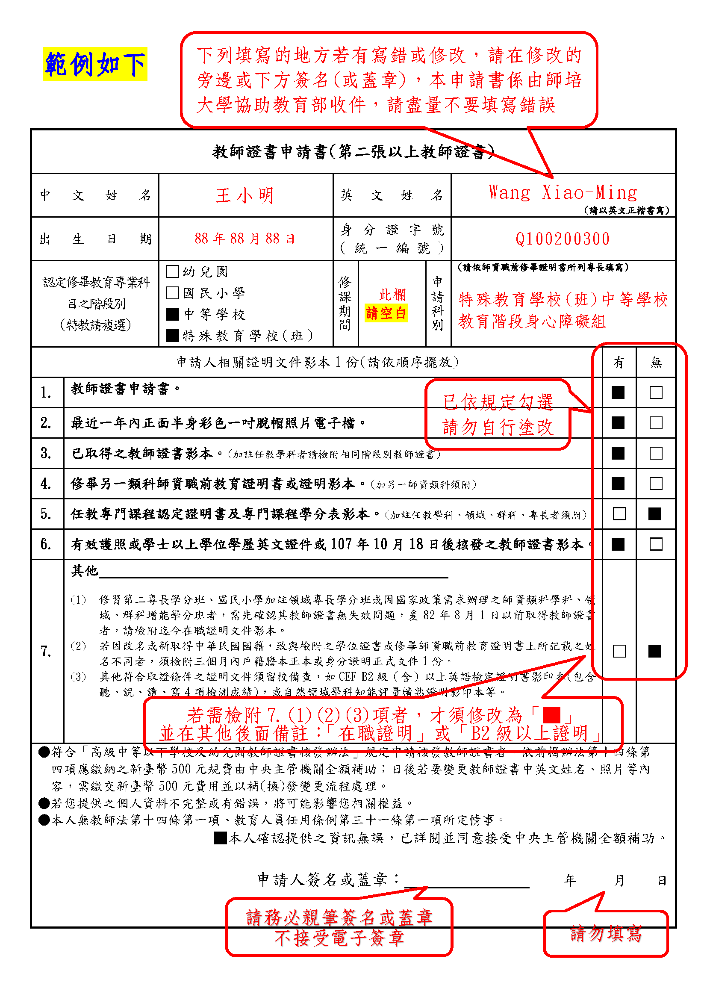 範例如下
下列填寫的地方若有寫錯或修改，請在修改的
旁邊或下方簽名(或蓋章)，本申請書係由師培
大學協助教育部收件，請盡量不要填寫錯誤
教師證書申請書(第二張以上教師證書)
中文姓名 王小明 英文姓名 Wang Xiao-Ming
(請以英文正楷書寫)
出生日期 88年88月88日 身分證字號
(統一編號) Q100200300
認定修畢教育專業科
目之階段別
(特教請複選)
□幼兒園
□國民小學
■中等學校
■特殊教育學校(班)
修課期間
此欄
請空白
申請科別
(請依師資職前修畢證明書所列專長填寫)
特殊教育學校(班)中等學校
教育階段身心障礙組
申請人相關證明文件影本1份(請依順序擺放) 有 無
1. 教師證書申請書。 ■ □
已依規定勾選
請勿自行塗改
2. 最近一年內正面半身彩色一吋脫帽照片電子檔。 ■ □
3. 已取得之教師證書影本。(加註任教學科者請檢附相同階段別教師證書) ■ □
4. 修畢另一類科師資職前教育證明書或證明影本。(加另一師資類科須附) ■ □
5. 任教專門課程認定證明書及專門課程學分表影本。(加註任教學科、領域、群科、專長者須附) □ ■
6. 有效護照或學士以上學位學歷英文證件或107年10月18日後核發之教師證書影本。 ■ □
7. 其他
(1) 修習第二專長學分班、國民小學加註領域專長學分班或因國家政策需求辦理之師資類科學科、領
域、群科增能學分班者，需先確認其教師證書無失效問題，爰82年8月1日以前取得教師證書
者，請檢附迄今在職證明文件影本。
(2) 若因改名或新取得中華民國國籍，致與檢附之學位證書或修畢師資職前教育證明書上所記載之姓
名不同者，須檢附三個月內戶籍謄本正本或身分證明正式文件1份。
(3) 其他符合取證條件之證明文件須留校備查，如CEF B2級（含）以上英語檢定證明書影印本(包含
聽、說、讀、寫4項檢測成績)，或自然領域學科知能評量精熟證明影印本等。
□ ■
若需檢附7.(1)(2)(3)項者，才須修改為「■」
並在其他後面備註：「在職證明」或「B2級以上證明」
●符合「高級中等以下學校及幼兒園教師證書核發辦法」規定申請核發教師證書者，依前揭辦法第十四條第
四項應繳納之新臺幣500元規費由中央主管機關全額補助；日後若要變更教師證書中英文姓名、照片等內
容，需繳交新臺幣500元費用並以補(換)發變更流程處理。
●若您提供之個人資料不完整或有錯誤，將可能影響您相關權益。
●本人無教師法第十四條第一項、教育人員任用條例第三十一條第一項所定情事。
■本人確認提供之資訊無誤，已詳閱並同意接受中央主管機關全額補助。
申請人簽名或蓋章： 年 月 日
請務必親筆簽名或蓋章
不接受電子簽章
請勿填寫